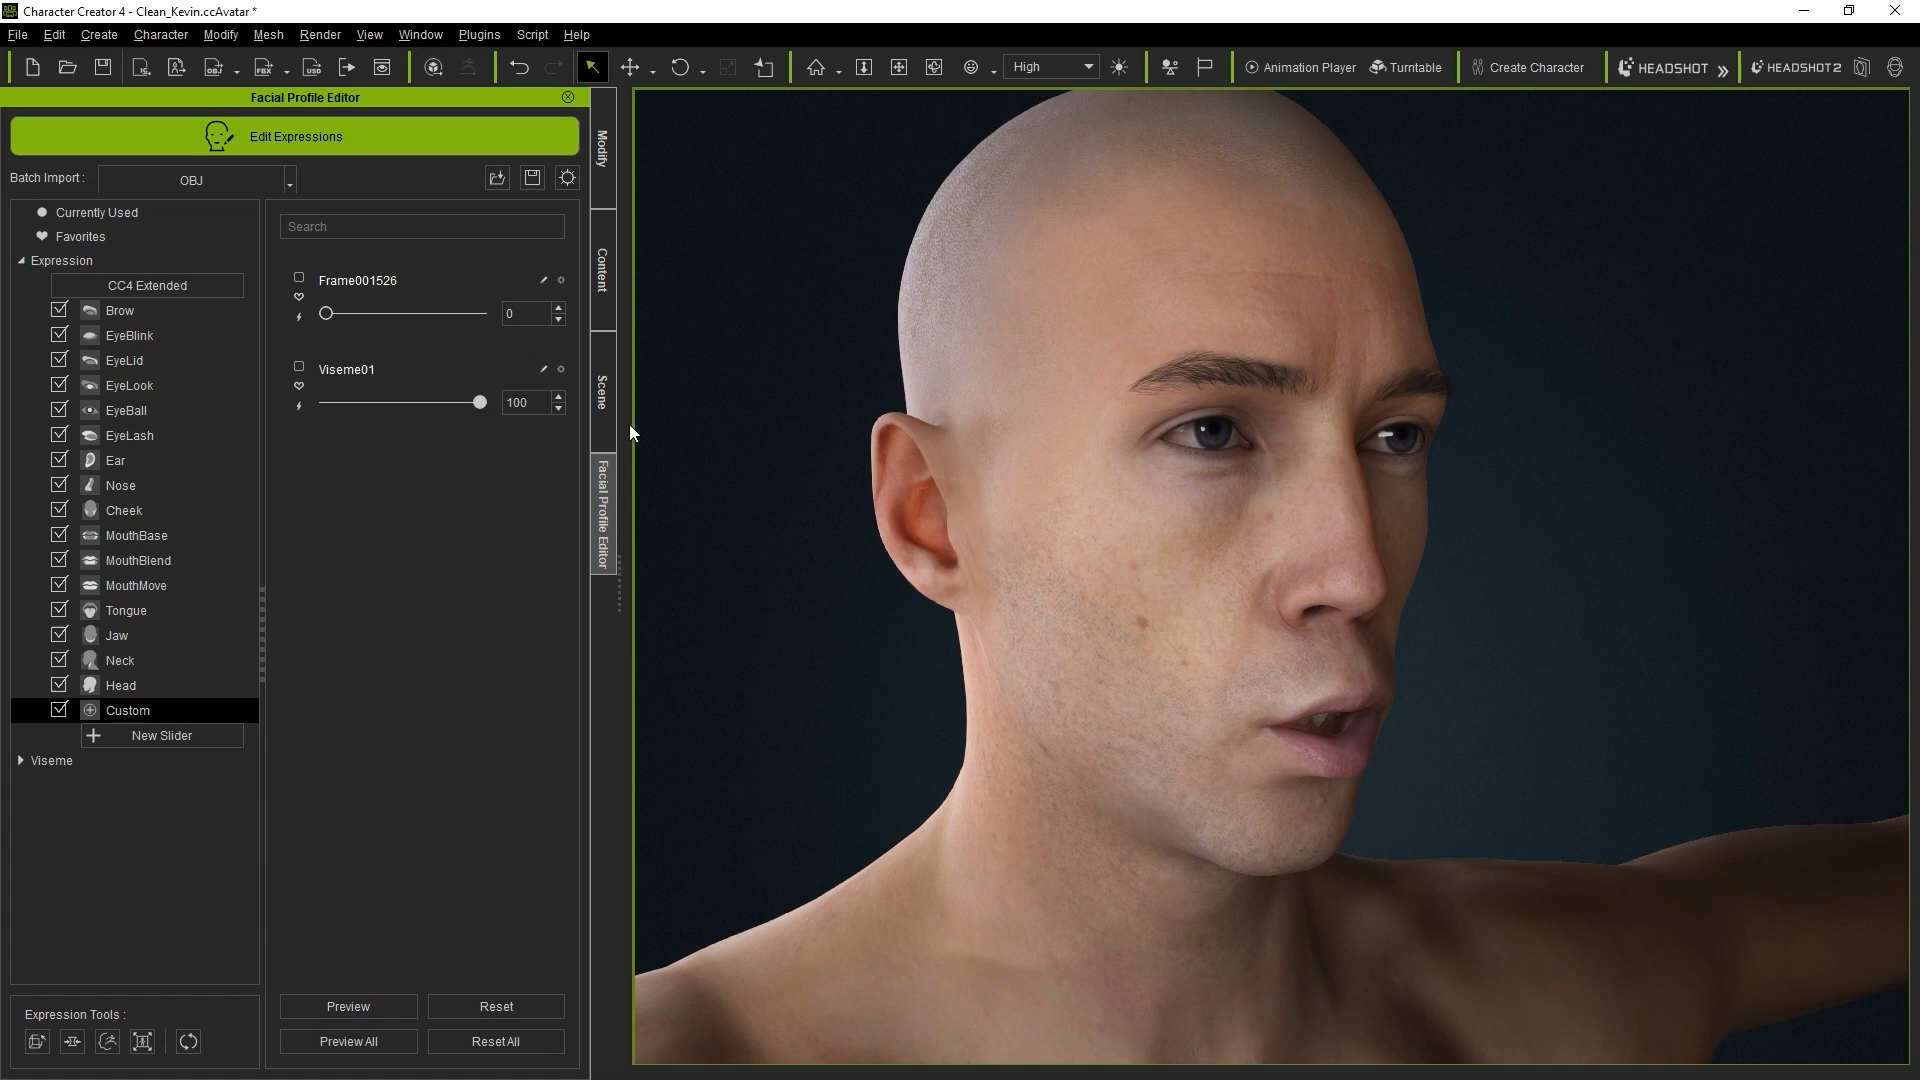 Character Creator 4 - Clean_Kevin.ccAvatar *
File Edit Create Character Modify Mesh Render View Window Plugins Script Help
OBJ FBX USD High Animation Player Turntable Create Character HEADSHOT HEADSHOT2
Facial Profile Editor
Edit Expressions
Batch Import : OBJ
Currently Used
Favorites
Expression
CC4 Extended
Brow
EyeBlink
EyeLid
EyeLook
EyeBall
EyeLash
Ear
Nose
Cheek
MouthBase
MouthBlend
MouthMove
Tongue
Jaw
Neck
Head
Custom
New Slider
Viseme
Search
Frame001526
0
Viseme01
100
Expression Tools :
Preview Reset
Preview All Reset All
Modify
Content
Scene
Facial Profile Editor